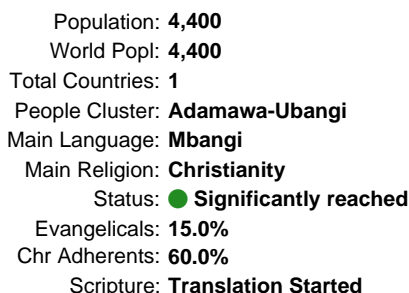 Population: 4,400
World Popl: 4,400
Total Countries: 1
People Cluster: Adamawa-Ubangi
Main Language: Mbangi
Main Religion: Christianity
Status: Significantly reached
Evangelicals: 15.0%
Chr Adherents: 60.0%
Scripture: Translation Started